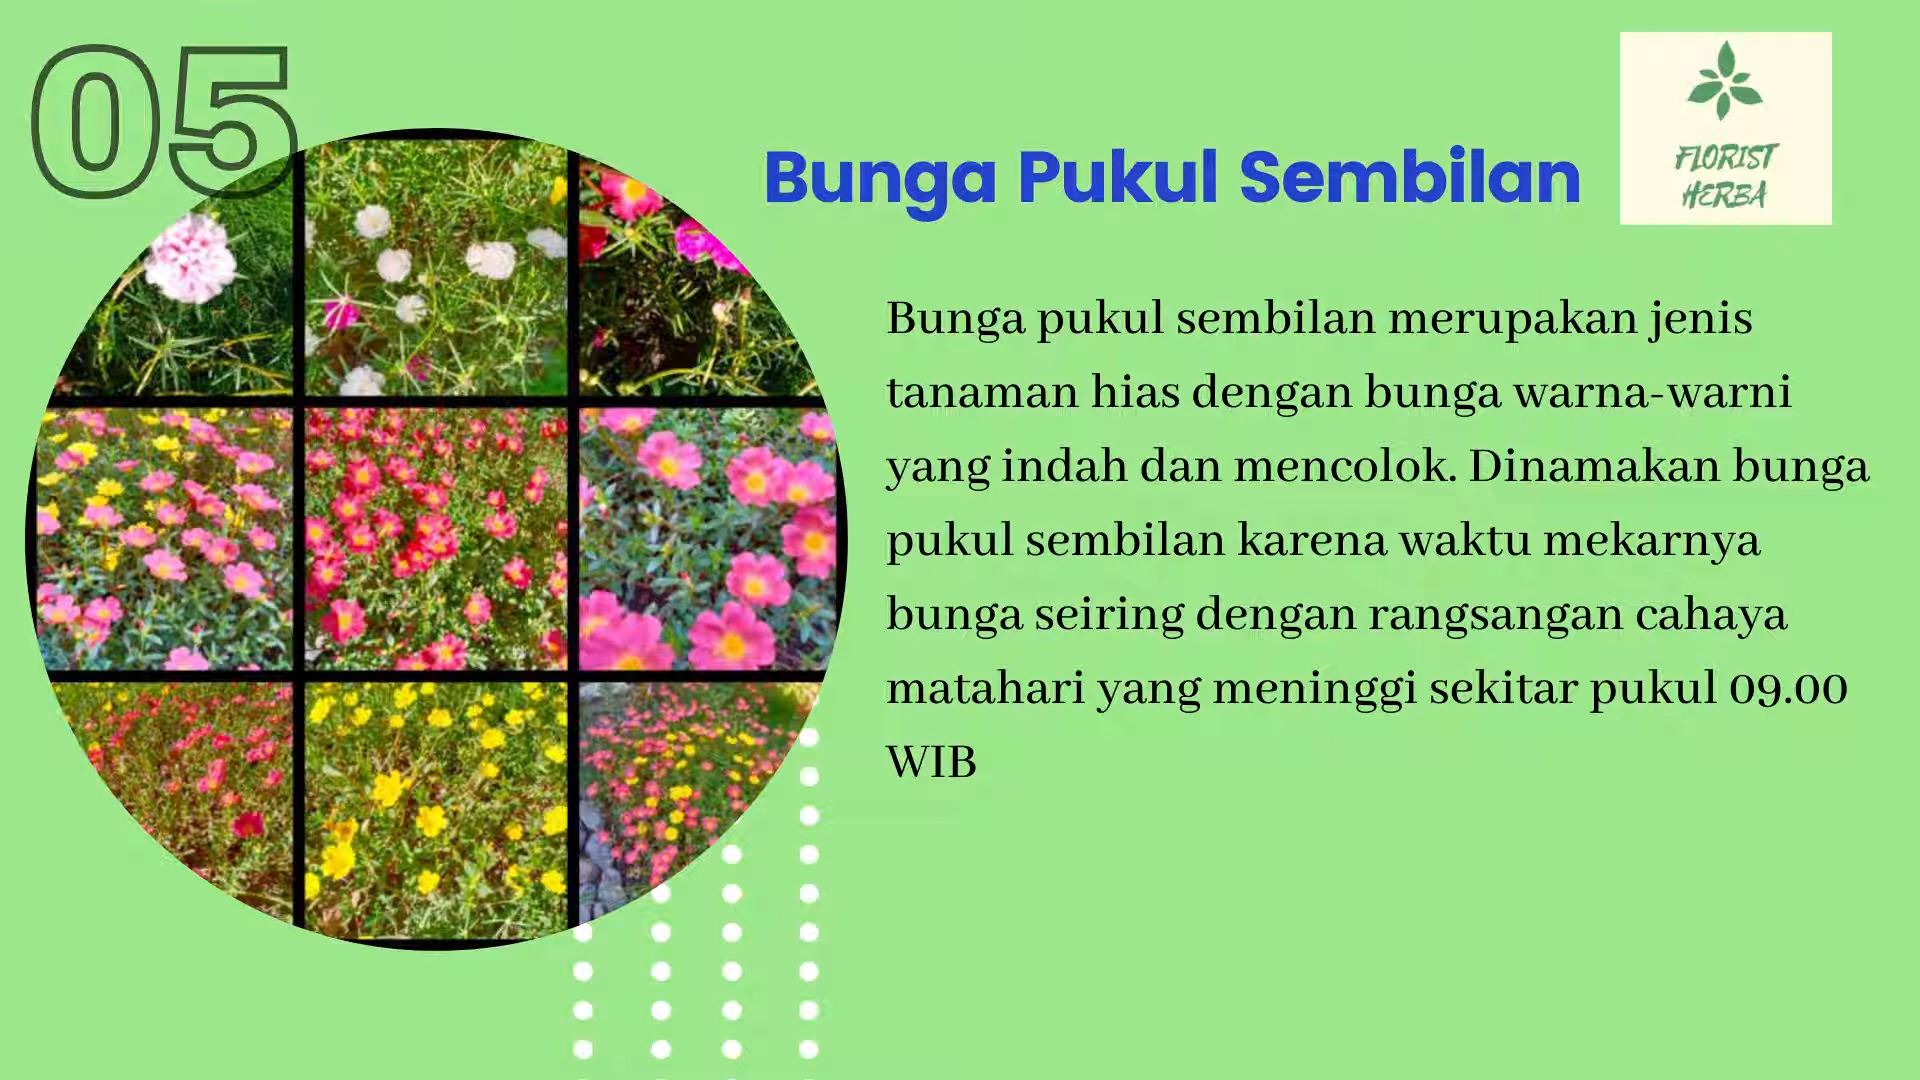 05
Bunga Pukul Sembilan
FLORIST
HERBA
Bunga pukul sembilan merupakan jenis
tanaman hias dengan bunga warna-warni
yang indah dan mencolok. Dinamakan bunga
pukul sembilan karena waktu mekarnya
bunga seiring dengan rangsangan cahaya
matahari yang meninggi sekitar pukul 09.00
WIB